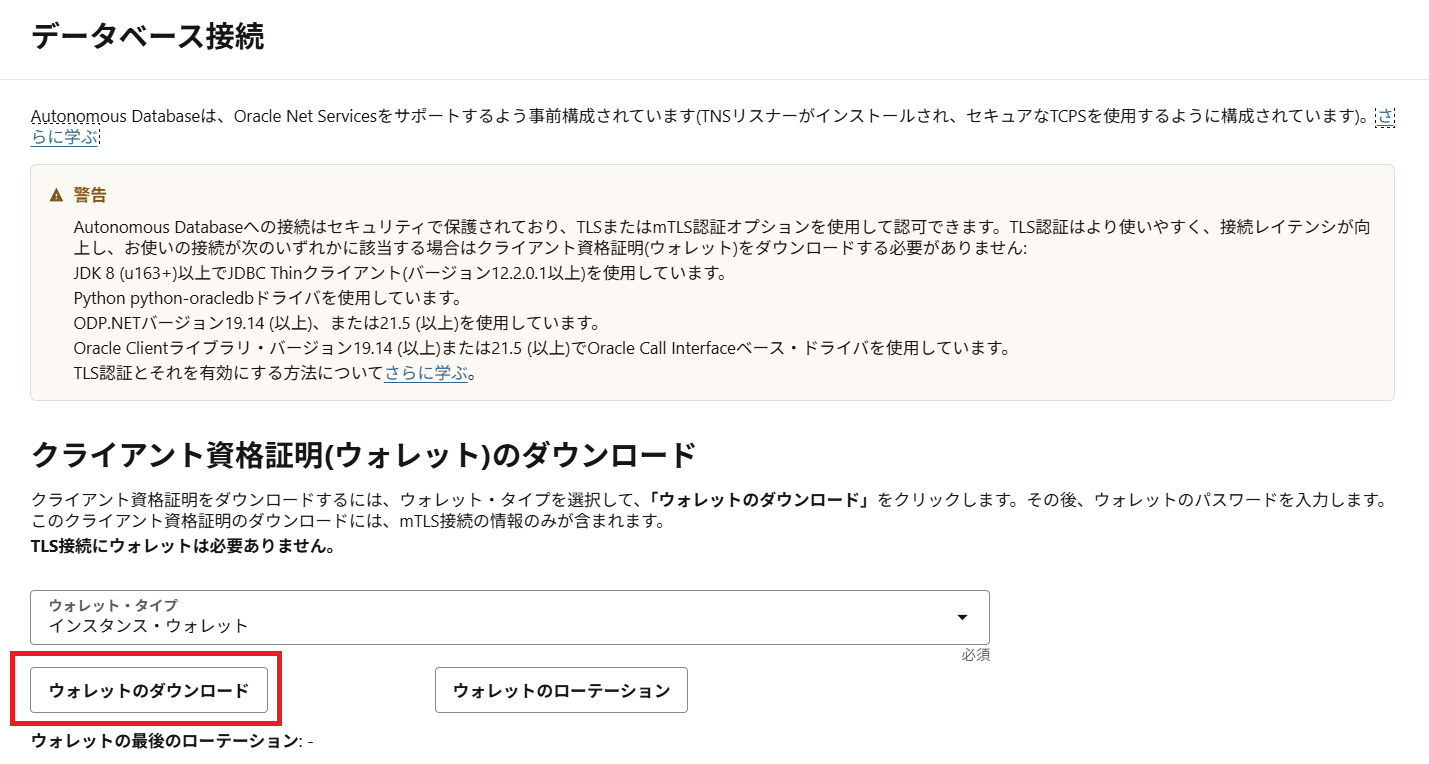 データベース接続
Autonomous Databaseは、Oracle Net Servicesをサポートするよう事前構成されています(TNSリスナーがインストールされ、セキュアなTCPSを使用するように構成されています)。さ
らに学ぶ
警告
Autonomous Databaseへの接続はセキュリティで保護されており、TLSまたはmTLS認証オプションを使用して認可できます。TLS認証はより使いやすく、接続レイテンシが向
上し、お使いの接続が次のいずれかに該当する場合はクライアント資格証明(ウォレット)をダウンロードする必要がありません:
JDK 8 (u163+)以上でJDBC Thinクライアント(バージョン12.2.0.1以上)を使用しています。
Python python-oracledbドライバを使用しています。
ODP.NETバージョン19.14 (以上)、または21.5 (以上)を使用しています。
Oracle Clientライブラリ・バージョン19.14 (以上)または21.5 (以上)でOracle Call Interfaceベース・ドライバを使用しています。
TLS認証とそれを有効にする方法についてさらに学ぶ。
クライアント資格証明(ウォレット)のダウンロード
クライアント資格証明をダウンロードするには、ウォレット・タイプを選択して、「ウォレットのダウンロード」をクリックします。その後、ウォレットのパスワードを入力します。
このクライアント資格証明のダウンロードには、mTLS接続の情報のみが含まれます。
TLS接続にウォレットは必要ありません。
ウォレット・タイプ
インスタンス・ウォレット
必須
ウォレットのダウンロード
ウォレットのローテーション
ウォレットの最後のローテーション: -